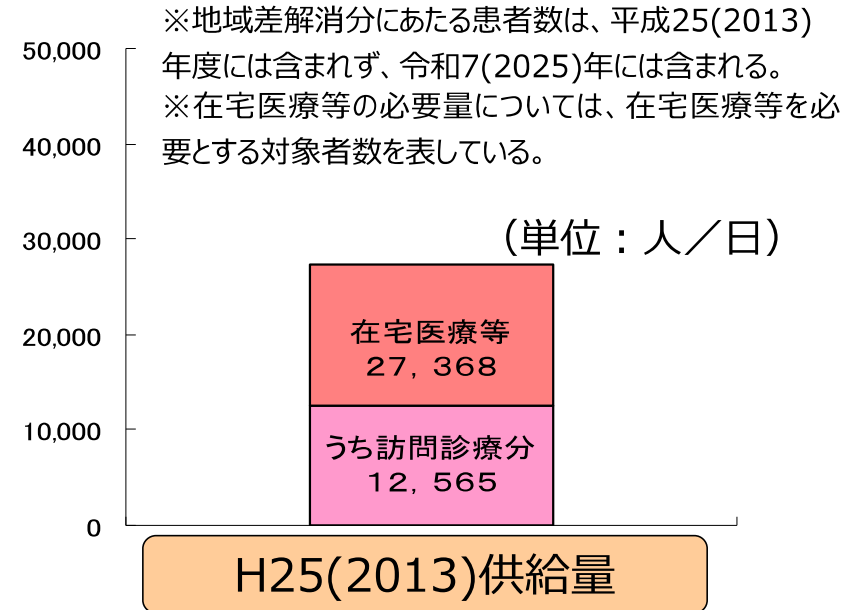 ※地域差解消分にあたる患者数は、平成25(2013)
年度には含まれず、令和7(2025)年には含まれる。
※在宅医療等の必要量については、在宅医療等を必
要とする対象者数を表している。
(単位：人／日)
50,000
40,000
30,000
20,000
10,000
0
在宅医療等
27, 368
うち訪問診療分
12, 565
H25(2013)供給量